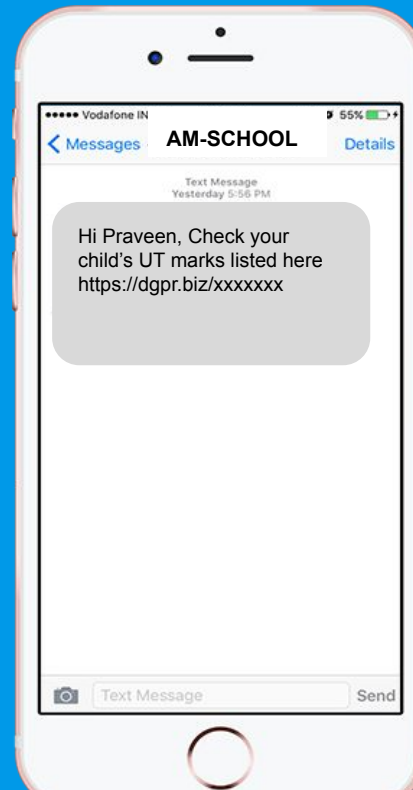 Vodafone IN
55%
Messages
AM-SCHOOL
Details
Text Message
Yesterday 5:56 PM
Hi Praveen, Check your
child's UT marks listed here
https://dgpr.biz/xxxxxxx
Text Message
Send